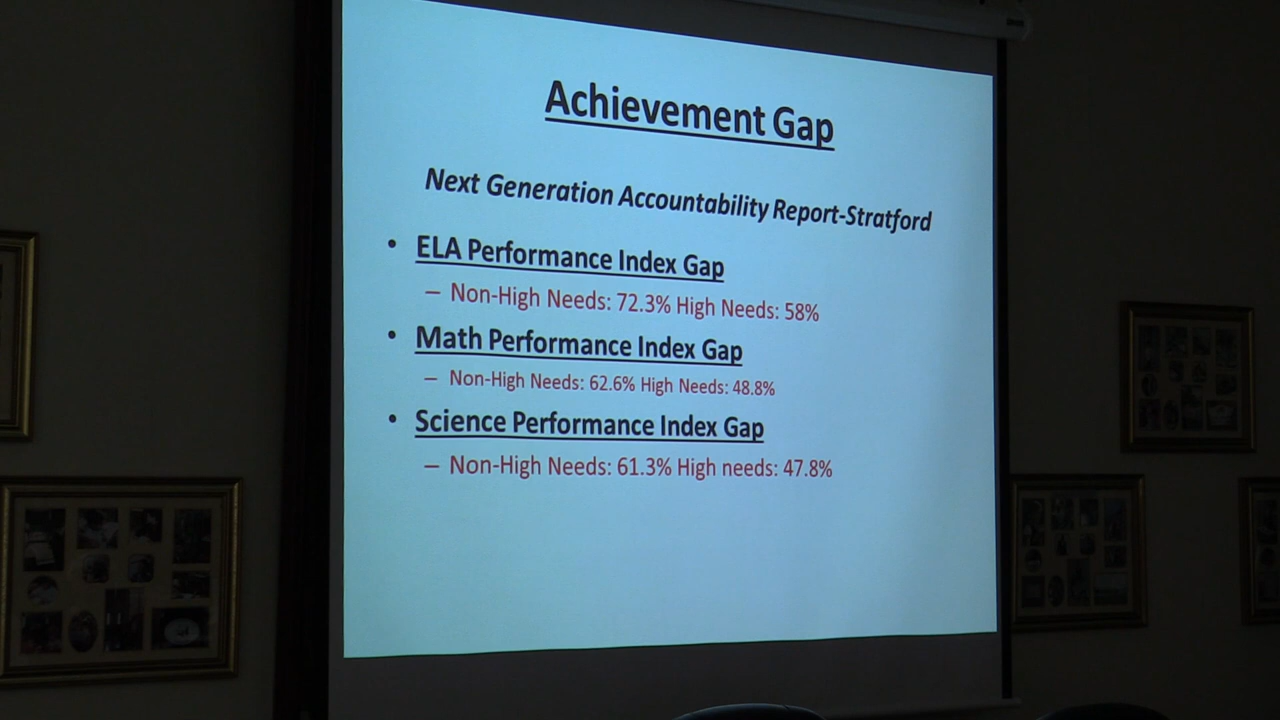 Achievement Gap
Next Generation Accountability Report-Stratford
• ELA Performance Index Gap
– Non-High Needs: 72.3% High Needs: 58%
• Math Performance Index Gap
– Non-High Needs: 62.6% High Needs: 48.8%
• Science Performance Index Gap
– Non-High Needs: 61.3% High needs: 47.8%